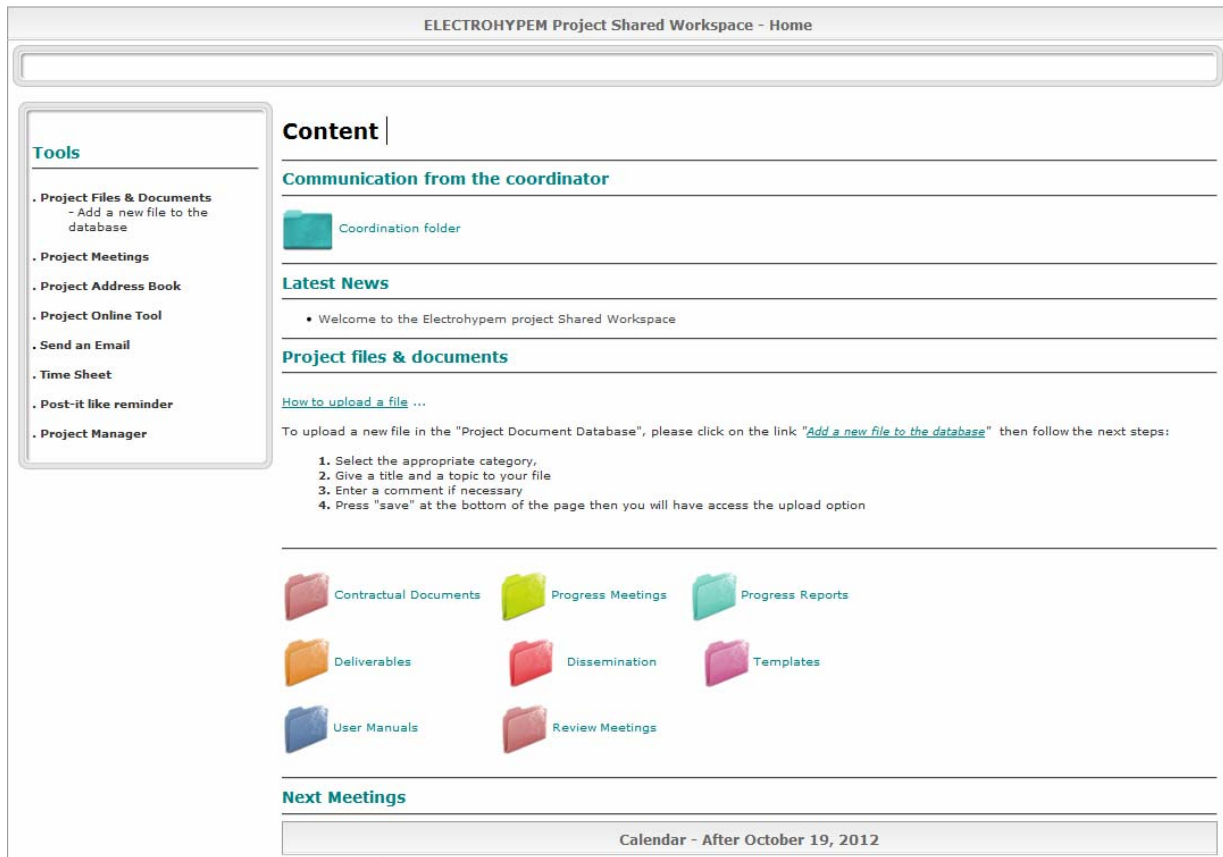 ELECTROHYPEM Project Shared Workspace - Home
Tools
. Project Files & Documents
- Add a new file to the
database
. Project Meetings
. Project Address Book
. Project Online Tool
. Send an Email
. Time Sheet
. Post-it like reminder
. Project Manager
Content
Communication from the coordinator
Coordination folder
Latest News
• Welcome to the Electrohypem project Shared Workspace
Project files & documents
How to upload a file ...
To upload a new file in the "Project Document Database", please click on the link "Add a new file to the database" then follow the next steps:
1. Select the appropriate category,
2. Give a title and a topic to your file
3. Enter a comment if necessary
4. Press "save" at the bottom of the page then you will have access the upload option
Contractual Documents Progress Meetings Progress Reports
Deliverables Dissemination Templates
User Manuals Review Meetings
Next Meetings
Calendar - After October 19, 2012